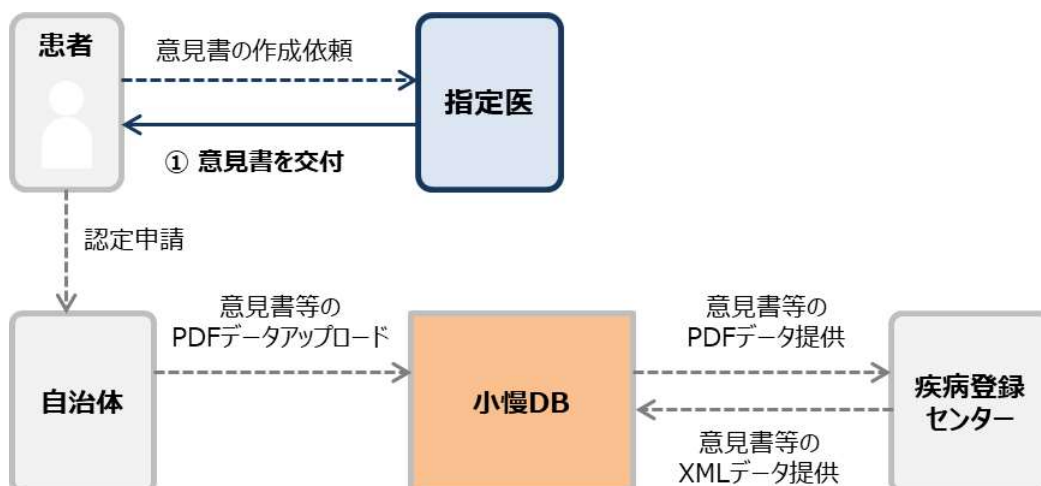 患者
意見書の作成依頼
指定医
① 意見書を交付
認定申請
意見書等の
PDFデータアップロード
意見書等の
PDFデータ提供
自治体
小慢DB
疾病登録
センター
意見書等の
XMLデータ提供